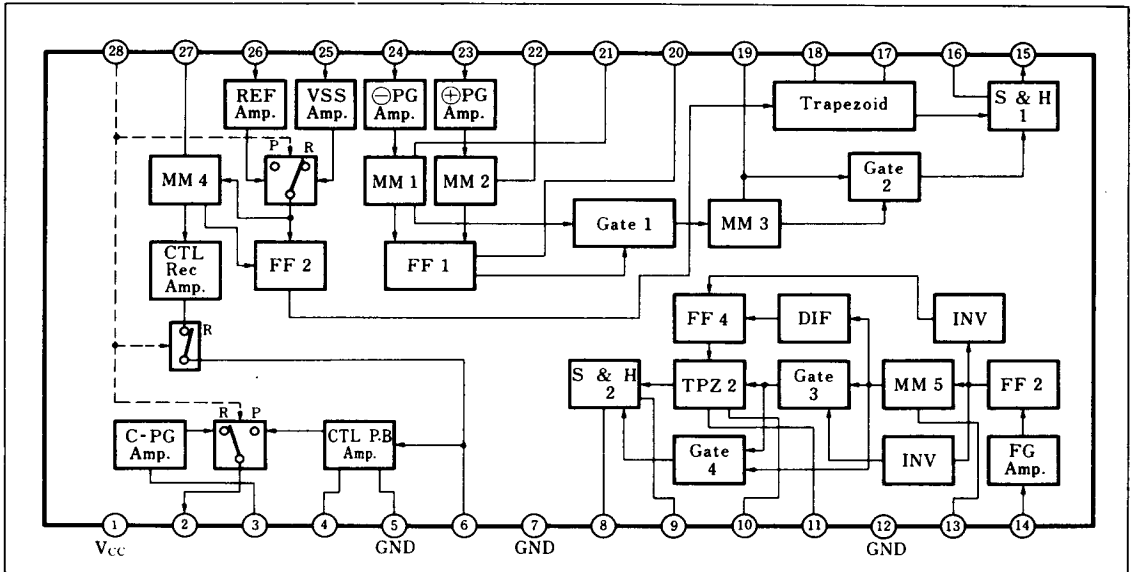 28 27 26 25 24 23 22 21 20 19 18 17 16 15
REF
Amp.
VSS
Amp.
⊖PG
Amp.
⊕PG
Amp.
Trapezoid
S & H
1
P R
MM 4
MM 1
MM 2
Gate
2
Gate 1
MM 3
CTL
Rec
Amp.
FF 2
FF 1
R
FF 4
DIF
INV
S & H
2
TPZ 2
Gate
3
MM 5
FF 2
R P
C-PG
Amp.
CTL P.B
Amp.
Gate
4
INV
FG
Amp.
1 2 3 4 5 6 7 8 9 10 11 12 13 14
VCC
GND
GND
GND